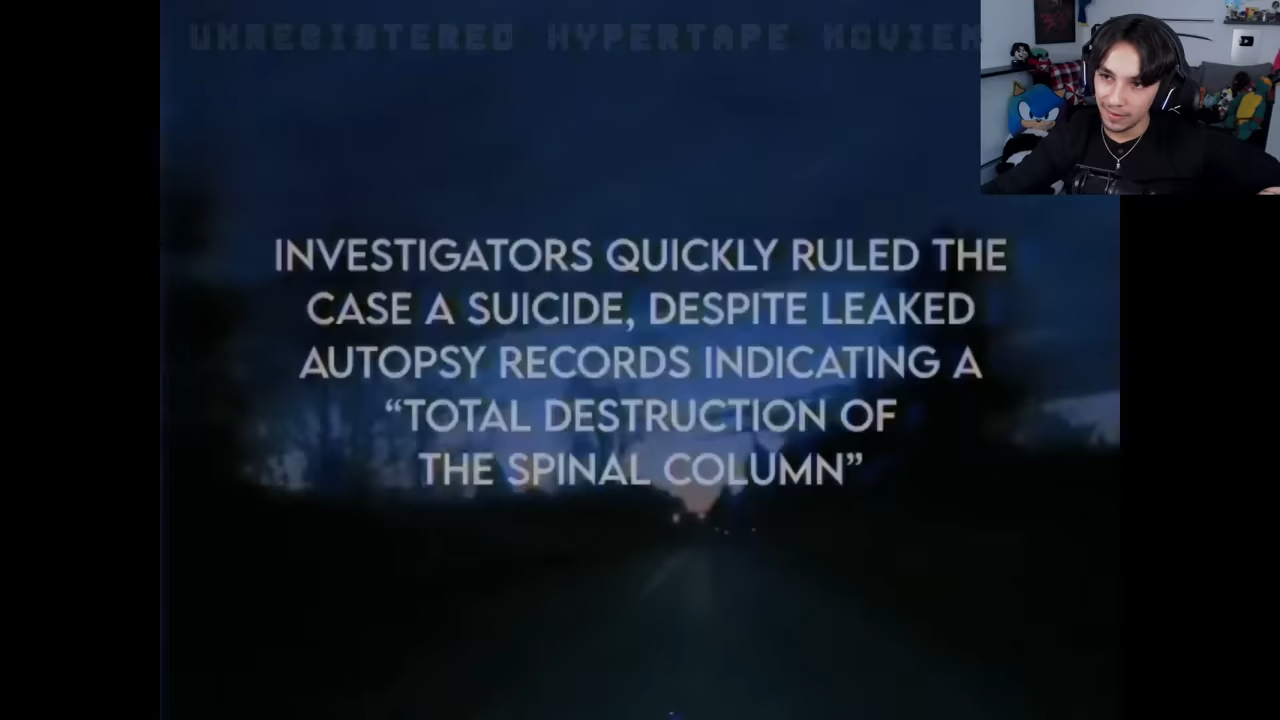 UNREGISTERED HYPERTAPE MOVIEM
INVESTIGATORS QUICKLY RULED THE
CASE A SUICIDE, DESPITE LEAKED
AUTOPSY RECORDS INDICATING A
“TOTAL DESTRUCTION OF
THE SPINAL COLUMN”